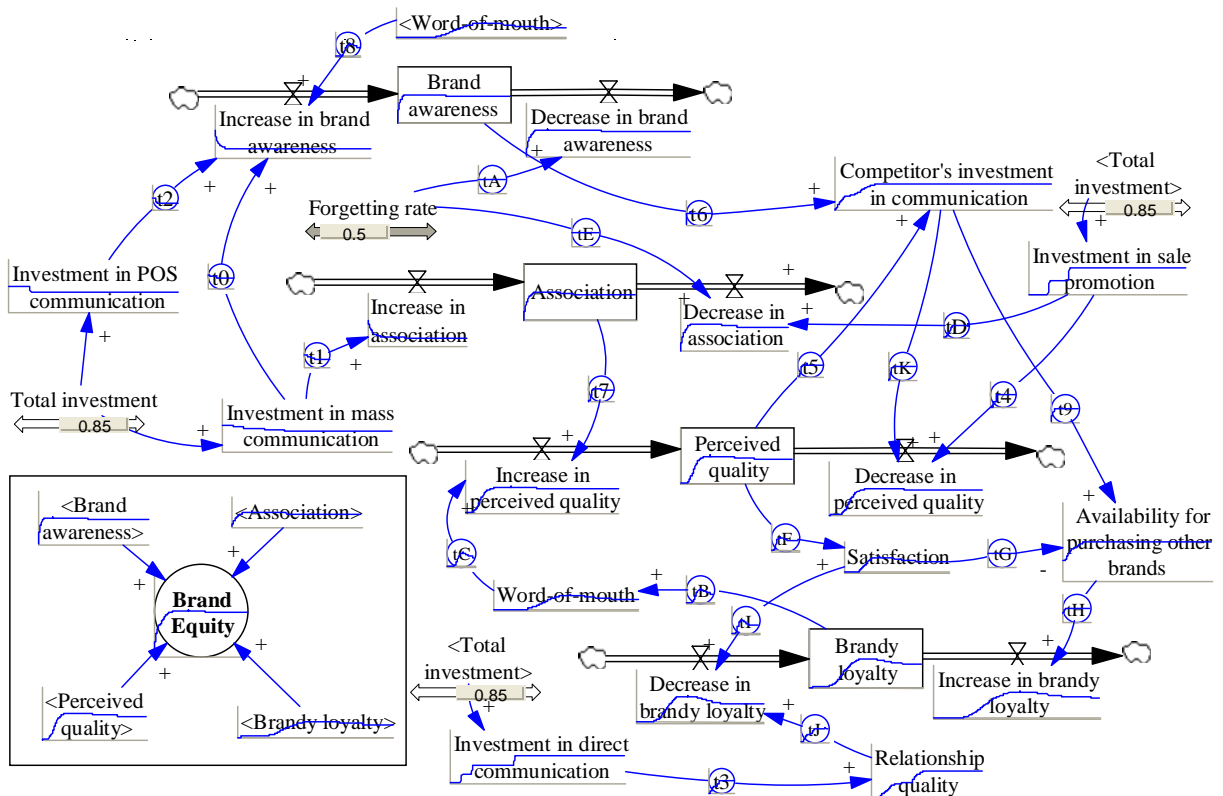 <Word-of-mouth>
t8
+
Brand
awareness
Increase in brand
awareness
Decrease in brand
awareness
+
+
+
t2
tA
t6
+
Competitor's investment
in communication
<Total
investment>
0.85
+
+
+
Forgetting rate
0.5
tE
t0
Investment in POS
communication
Investment in sale
promotion
Association
Increase in
association
Decrease in
association
+
+
+
tD
t1
+
+
t5
tK
t7
t4
t9
Total investment
0.85
+
Investment in mass
communication
+
Perceived
quality
+
+
Increase in
perceived quality
+
Decrease in
perceived quality
<Brand
awareness>
<Association>
+
+
Brand
Equity
+
+
<Perceived
quality>
<Brandy loyalty>
tC
tF
+
Satisfaction
+
tG
+
Availability for
purchasing other
brands
-
Word-of-mouth
+
tB
tL
tH
<Total
investment>
0.85
+
+
+
Brandy
loyalty
Decrease in
brandy loyalty
Increase in brandy
loyalty
+
tJ
Investment in direct
communication
t3
+
Relationship
quality